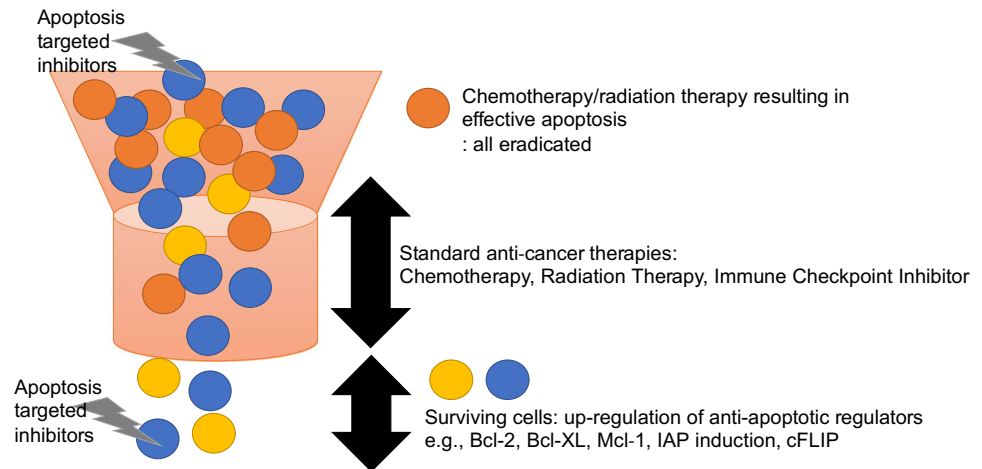 Apoptosis
targeted
inhibitors
Chemotherapy/radiation therapy resulting in
effective apoptosis
: all eradicated
Standard anti-cancer therapies:
Chemotherapy, Radiation Therapy, Immune Checkpoint Inhibitor
Apoptosis
targeted
inhibitors
Surviving cells: up-regulation of anti-apoptotic regulators
e.g., Bcl-2, Bcl-XL, Mcl-1, IAP induction, cFLIP